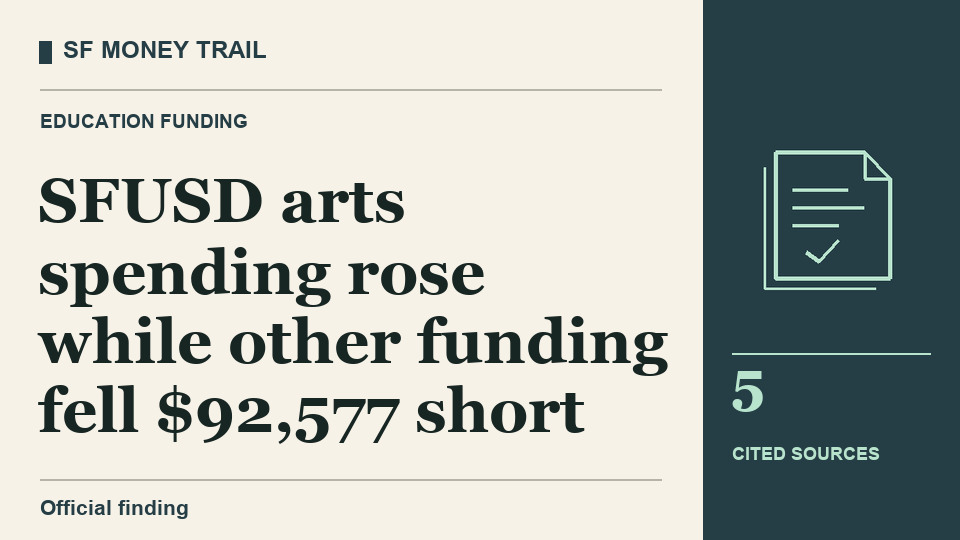 SF MONEY TRAIL
EDUCATION FUNDING
SFUSD arts
spending rose
while other funding
fell $92,577 short
Official finding
5
CITED SOURCES